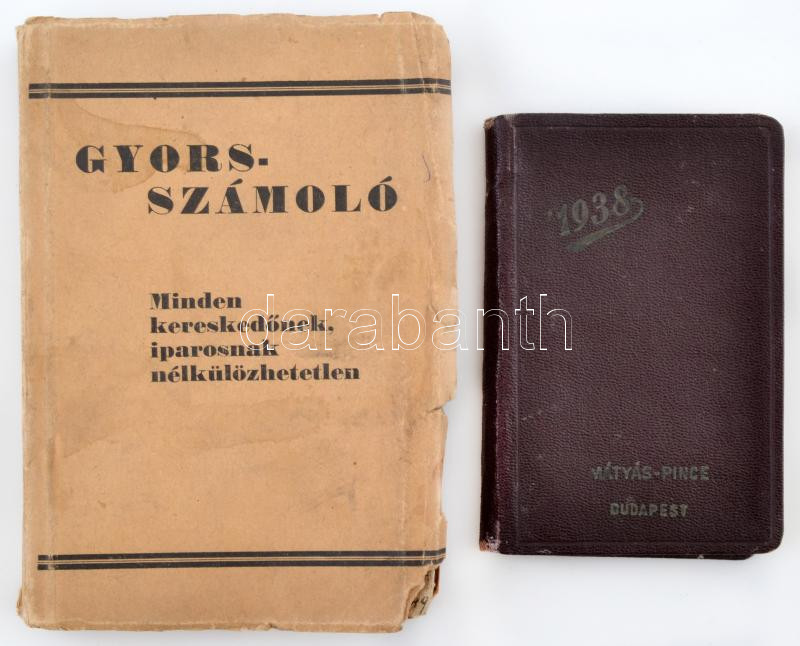 GYORS-
SZÁMOLÓ
Minden
kereskedőnek,
iparosnak
nélkülözhetetlen
1938
MÁTYÁS-PINCE
BUDAPEST
darabanth